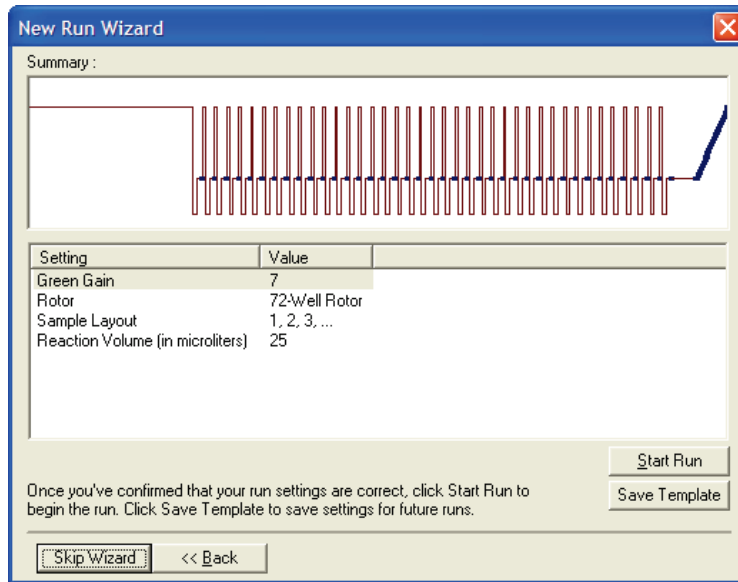 New Run Wizard
Summary :
Setting Value
Green Gain 7
Rotor 72-Well Rotor
Sample Layout 1, 2, 3, ...
Reaction Volume (in microliters) 25
Start Run
Once you've confirmed that your run settings are correct, click Start Run to
begin the run. Click Save Template to save settings for future runs.
Save Template
Skip Wizard << Back